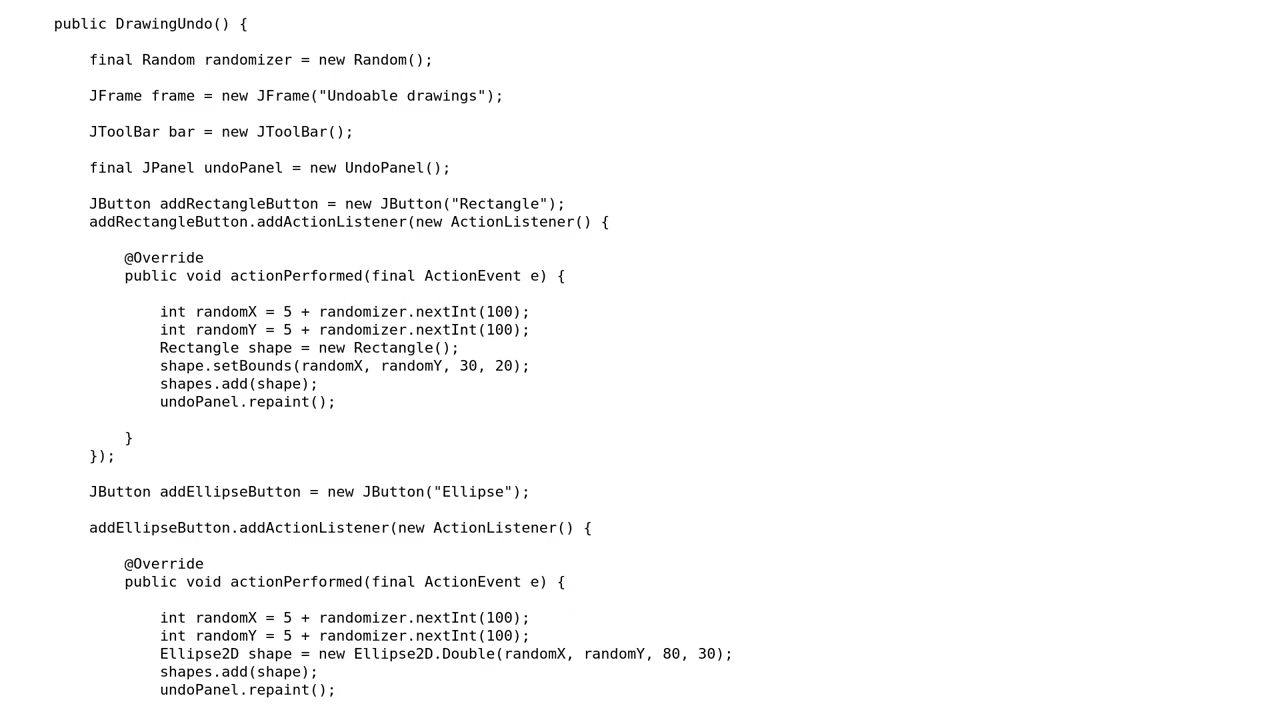 public DrawingUndo() {
final Random randomizer = new Random();
JFrame frame = new JFrame("Undoable drawings");
JToolBar bar = new JToolBar();
final JPanel undoPanel = new UndoPanel();
JButton addRectangleButton = new JButton("Rectangle");
addRectangleButton.addActionListener(new ActionListener() {
@Override
public void actionPerformed(final ActionEvent e) {
int randomX = 5 + randomizer.nextInt(100);
int randomY = 5 + randomizer.nextInt(100);
Rectangle shape = new Rectangle();
shape.setBounds(randomX, randomY, 30, 20);
shapes.add(shape);
undoPanel.repaint();
}
});
JButton addEllipseButton = new JButton("Ellipse");
addEllipseButton.addActionListener(new ActionListener() {
@Override
public void actionPerformed(final ActionEvent e) {
int randomX = 5 + randomizer.nextInt(100);
int randomY = 5 + randomizer.nextInt(100);
Ellipse2D shape = new Ellipse2D.Double(randomX, randomY, 80, 30);
shapes.add(shape);
undoPanel.repaint();